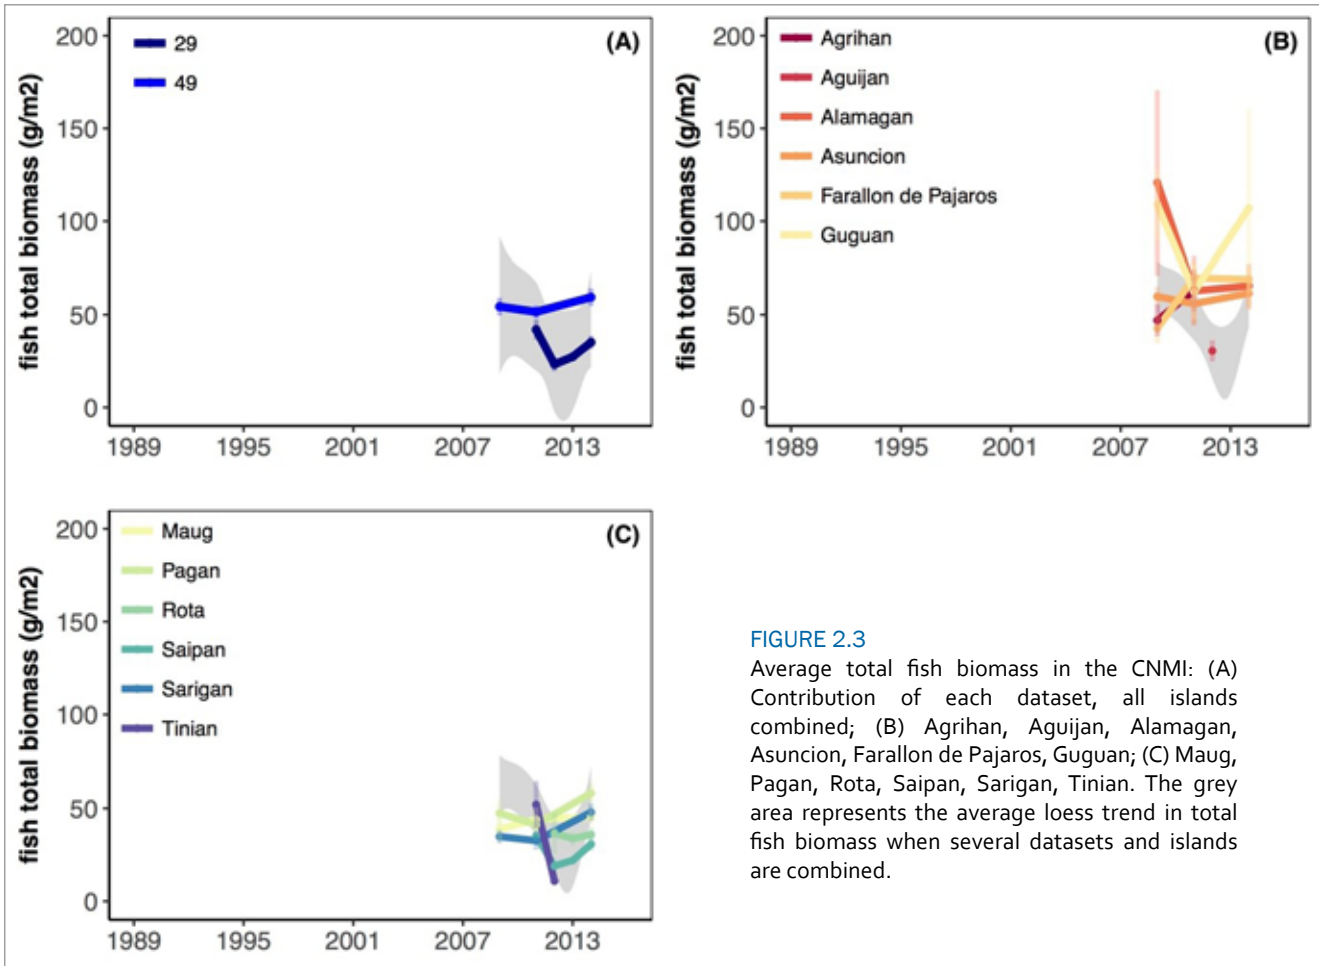 fish total biomass (g/m2)
200
150
100
50
0
29
49
(A)
1989 1995 2001 2007 2013
fish total biomass (g/m2)
200
150
100
50
0
Agrihan
Aguijan
Alamagan
Asuncion
Farallon de Pajaros
Guguan
(B)
1989 1995 2001 2007 2013
fish total biomass (g/m2)
200
150
100
50
0
Maug
Pagan
Rota
Saipan
Sarigan
Tinian
(C)
1989 1995 2001 2007 2013
FIGURE 2.3
Average total fish biomass in the CNMI: (A)
Contribution of each dataset, all islands
combined; (B) Agrihan, Aguijan, Alamagan,
Asuncion, Farallon de Pajaros, Guguan; (C) Maug,
Pagan, Rota, Saipan, Sarigan, Tinian. The grey
area represents the average loess trend in total
fish biomass when several datasets and islands
are combined.